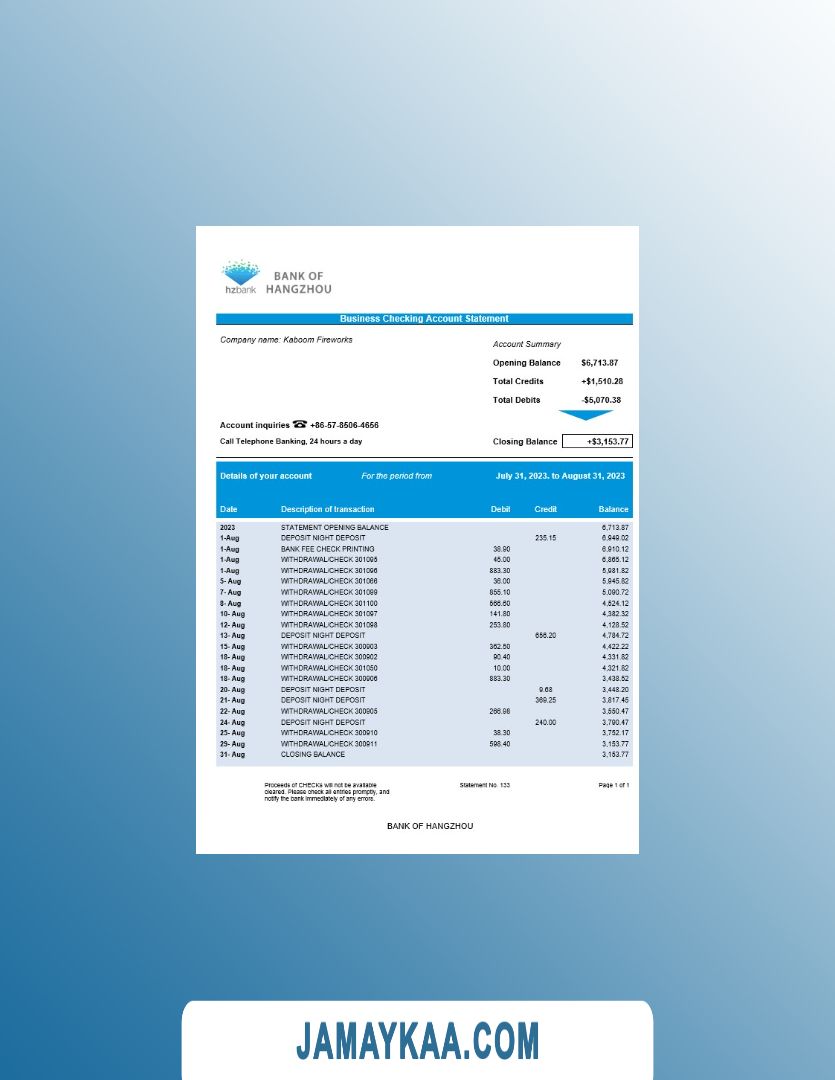 hzbank
BANK OF
HANGZHOU
Business Checking Account Statement
Company name: Kaboom Fireworks
Account Summary
Opening Balance $6,713.87
Total Credits +$1,510.28
Total Debits -$5,070.38
Account inquiries ☎ +86-57-8506-4656
Call Telephone Banking, 24 hours a day
Closing Balance +$3,153.77
Details of your account For the period from July 31, 2023. to August 31, 2023
Date Description of transaction Debit Credit Balance
2023 STATEMENT OPENING BALANCE 6,713.87
1-Aug DEPOSIT NIGHT DEPOSIT 235.15 6,949.02
1-Aug BANK FEE CHECK PRINTING 38.90 6,910.12
1-Aug WITHDRAWAL/CHECK 301095 45.00 6,865.12
1-Aug WITHDRAWAL/CHECK 301096 883.30 5,981.82
5- Aug WITHDRAWAL/CHECK 301066 36.00 5,945.82
7- Aug WITHDRAWAL/CHECK 301099 855.10 5,090.72
8- Aug WITHDRAWAL/CHECK 301100 566.60 4,524.12
10- Aug WITHDRAWAL/CHECK 301097 141.80 4,382.32
12- Aug WITHDRAWAL/CHECK 301098 253.80 4,128.52
13- Aug DEPOSIT NIGHT DEPOSIT 656.20 4,784.72
15- Aug WITHDRAWAL/CHECK 300903 362.50 4,422.22
18- Aug WITHDRAWAL/CHECK 300902 90.40 4,331.82
18- Aug WITHDRAWAL/CHECK 301050 10.00 4,321.82
18- Aug WITHDRAWAL/CHECK 300906 883.30 3,438.52
20- Aug DEPOSIT NIGHT DEPOSIT 9.68 3,448.20
21- Aug DEPOSIT NIGHT DEPOSIT 369.25 3,817.45
22- Aug WITHDRAWAL/CHECK 300905 266.98 3,550.47
24- Aug DEPOSIT NIGHT DEPOSIT 240.00 3,790.47
25- Aug WITHDRAWAL/CHECK 300910 38.30 3,752.17
29- Aug WITHDRAWAL/CHECK 300911 598.40 3,153.77
31- Aug CLOSING BALANCE 3,153.77
Proceeds of CHECKs will not be available
cleared. Please check all entries promptly, and
notify the bank immediately of any errors.
Statement No. 133
Page 1 of 1
BANK OF HANGZHOU
JAMAYKAA.COM